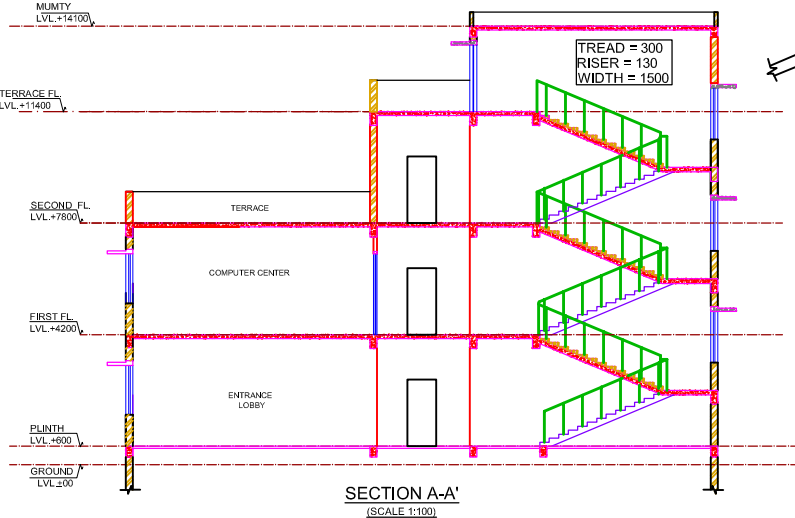 MUMTY
LVL.+14100
TREAD = 300
RISER = 130
WIDTH = 1500
TERRACE FL.
LVL.+11400
SECOND FL.
LVL.+7800
TERRACE
COMPUTER CENTER
FIRST FL.
LVL.+4200
ENTRANCE
LOBBY
PLINTH
LVL.+600
GROUND
LVL.±00
SECTION A-A'
(SCALE 1:100)